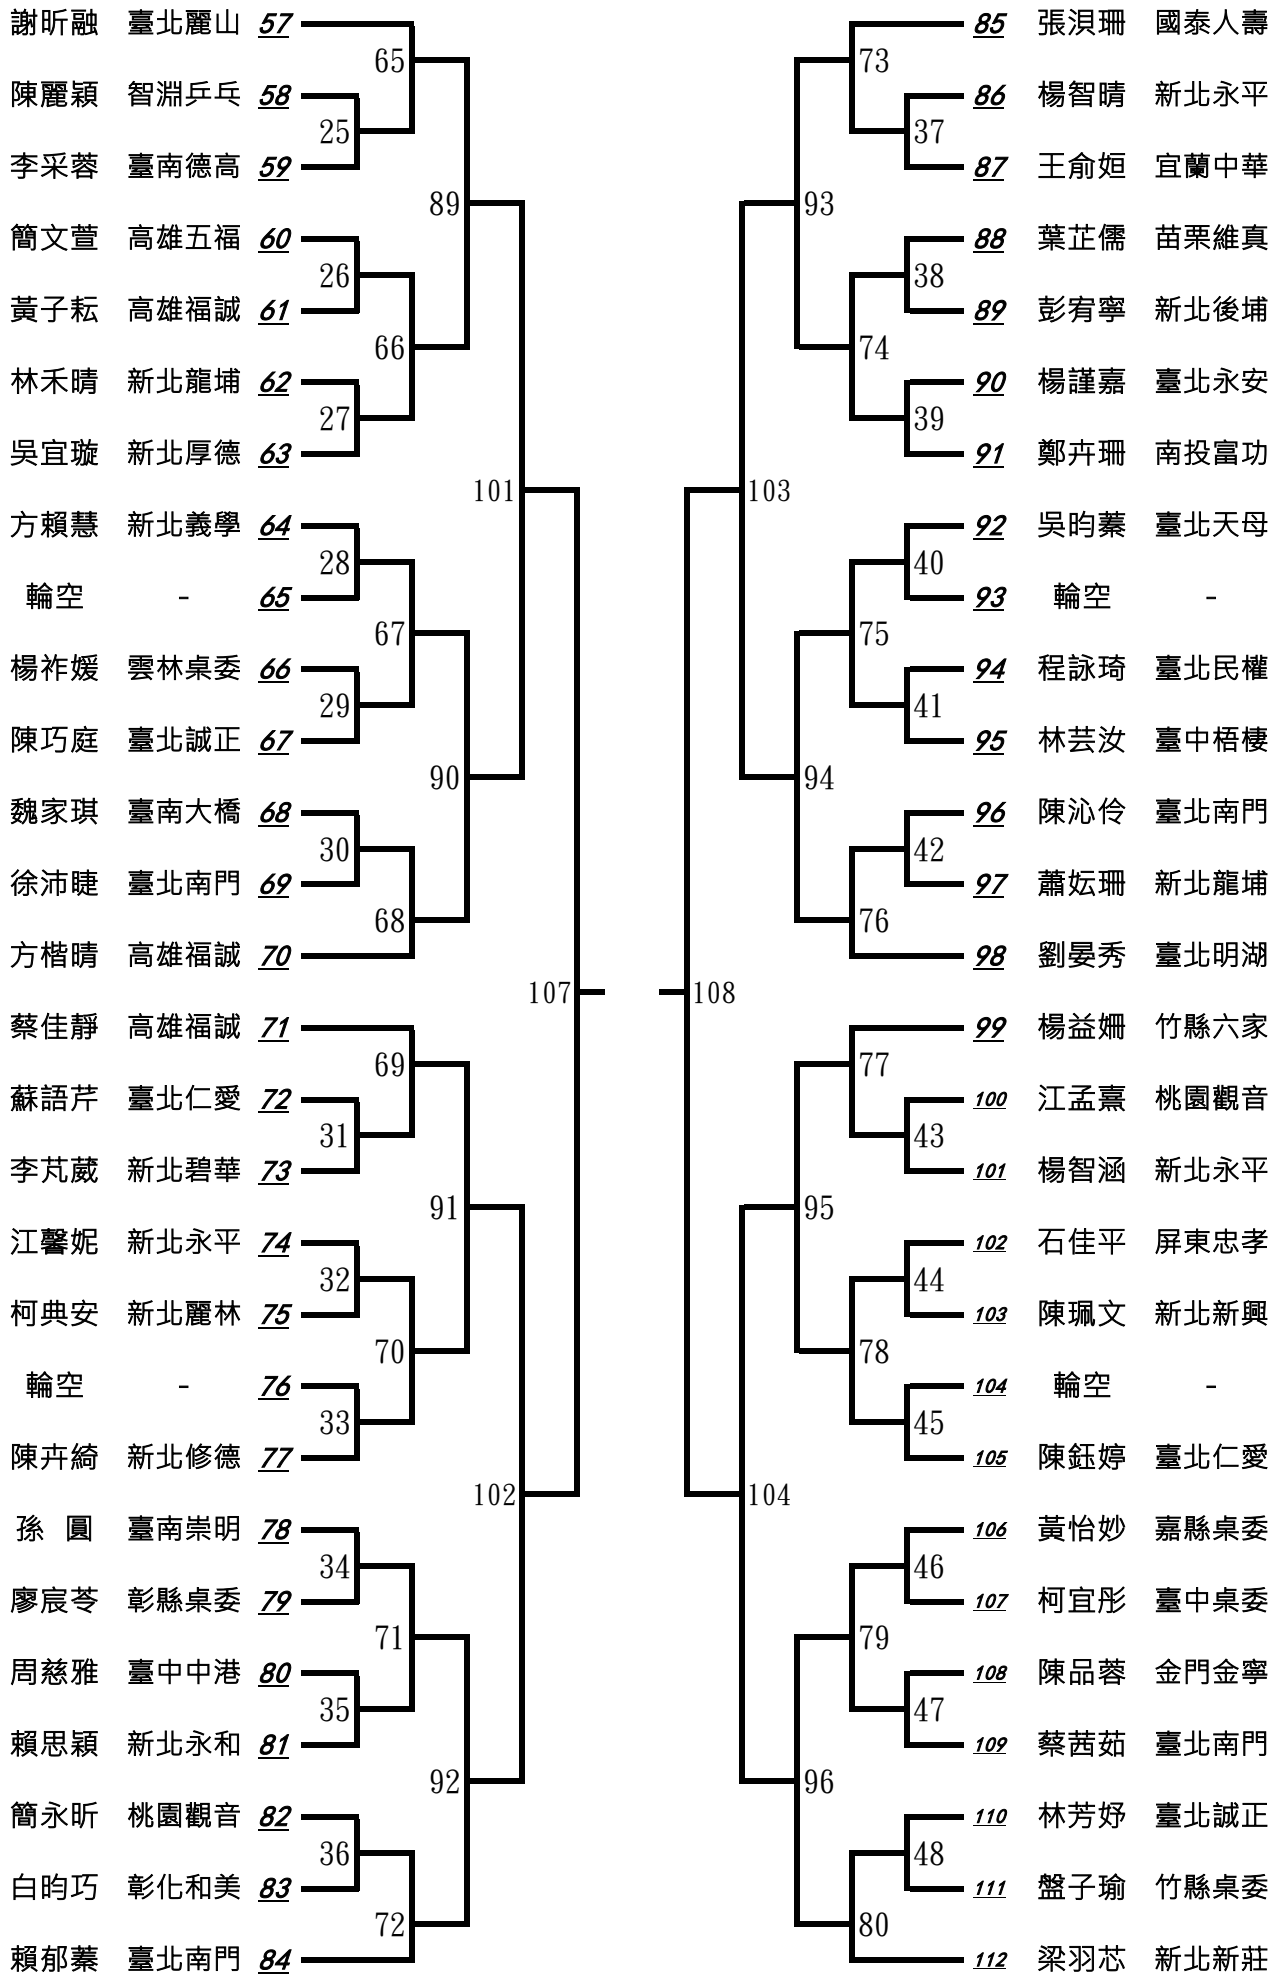 謝昕融 臺北麗山 57
65
陳麗穎 智淵乒乓 58
25
李采蓉 臺南德高 59
89
簡文萱 高雄五福 60
26
黃子耘 高雄福誠 61
66
林禾晴 新北龍埔 62
27
吳宜璇 新北厚德 63
101
方賴慧 新北義學 64
28
輪空 - 65
67
楊祚媛 雲林桌委 66
29
陳巧庭 臺北誠正 67
90
魏家琪 臺南大橋 68
30
徐沛睫 臺北南門 69
68
方楷晴 高雄福誠 70
107
蔡佳靜 高雄福誠 71
69
蘇語芹 臺北仁愛 72
31
李芃葳 新北碧華 73
91
江馨妮 新北永平 74
32
柯典安 新北麗林 75
70
輪空 - 76
33
陳卉綺 新北修德 77
102
孫 圓 臺南崇明 78
34
廖宸苓 彰縣桌委 79
71
周慈雅 臺中中港 80
35
賴思穎 新北永和 81
92
簡永昕 桃園觀音 82
36
白昀巧 彰化和美 83
72
賴郁蓁 臺北南門 84
85 張浿珊 國泰人壽
73
86 楊智晴 新北永平
37
87 王俞姮 宜蘭中華
93
88 葉芷儒 苗栗維真
38
89 彭宥寧 新北後埔
74
90 楊謹嘉 臺北永安
39
91 鄭卉珊 南投富功
103
92 吳昀蓁 臺北天母
40
93 輪空 -
75
94 程詠琦 臺北民權
41
95 林芸汝 臺中梧棲
94
96 陳沁伶 臺北南門
42
97 蕭妘珊 新北龍埔
76
98 劉晏秀 臺北明湖
108
99 楊益姍 竹縣六家
77
100 江孟熹 桃園觀音
43
101 楊智涵 新北永平
95
102 石佳平 屏東忠孝
44
103 陳珮文 新北新興
78
104 輪空 -
45
105 陳鈺婷 臺北仁愛
104
106 黃怡妙 嘉縣桌委
46
107 柯宜彤 臺中桌委
79
108 陳品蓉 金門金寧
47
109 蔡茜茹 臺北南門
96
110 林芳妤 臺北誠正
48
111 盤子瑜 竹縣桌委
80
112 梁羽芯 新北新莊